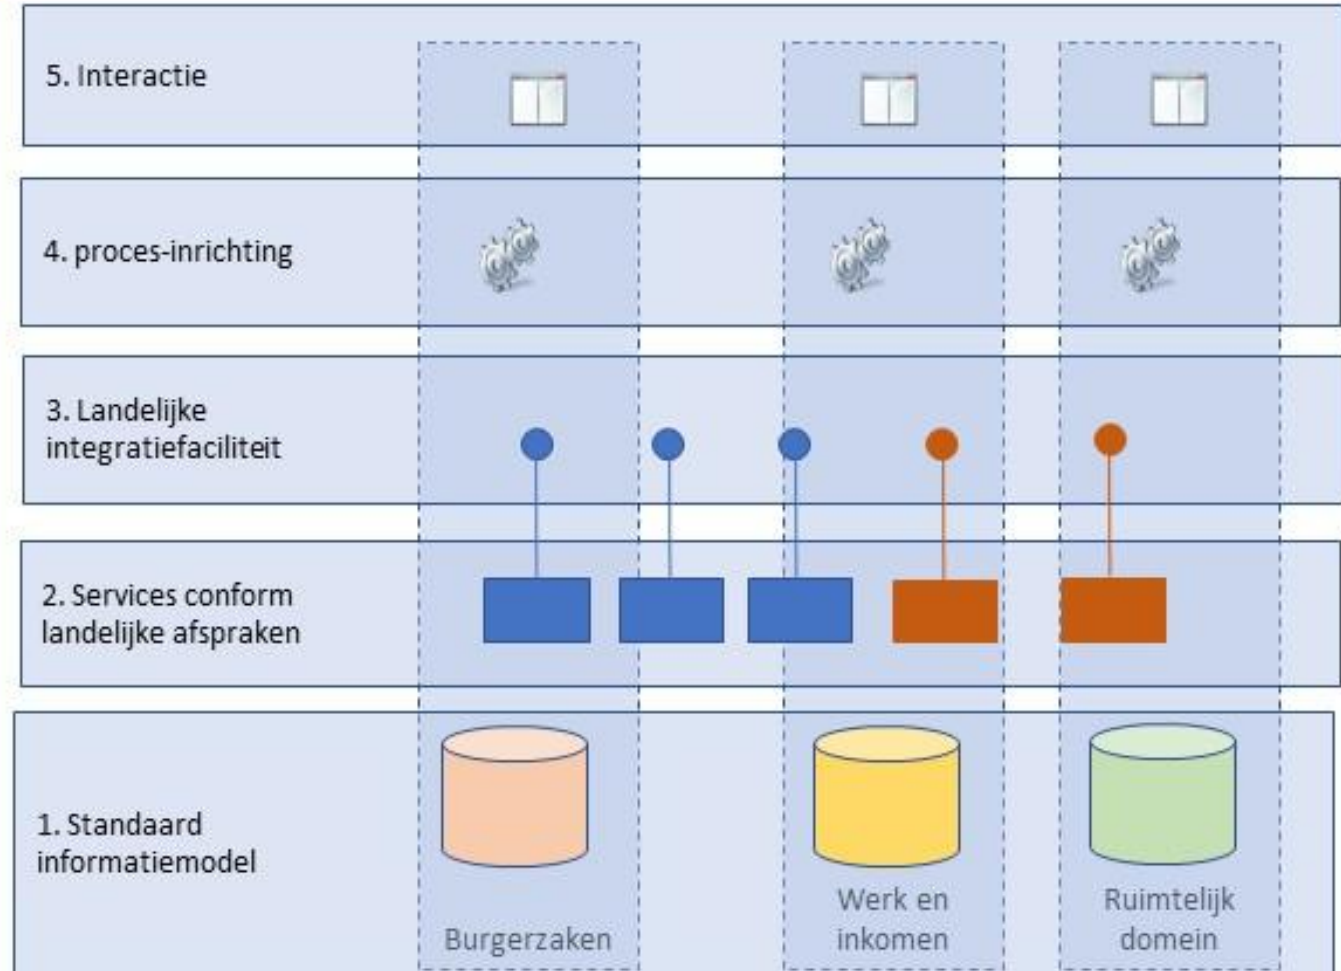 5. Interactie
4. proces-inrichting
3. Landelijke
integratiefaciliteit
2. Services conform
landelijke afspraken
1. Standaard
informatiemodel
Burgerzaken
Werk en
inkomen
Ruimtelijk
domein